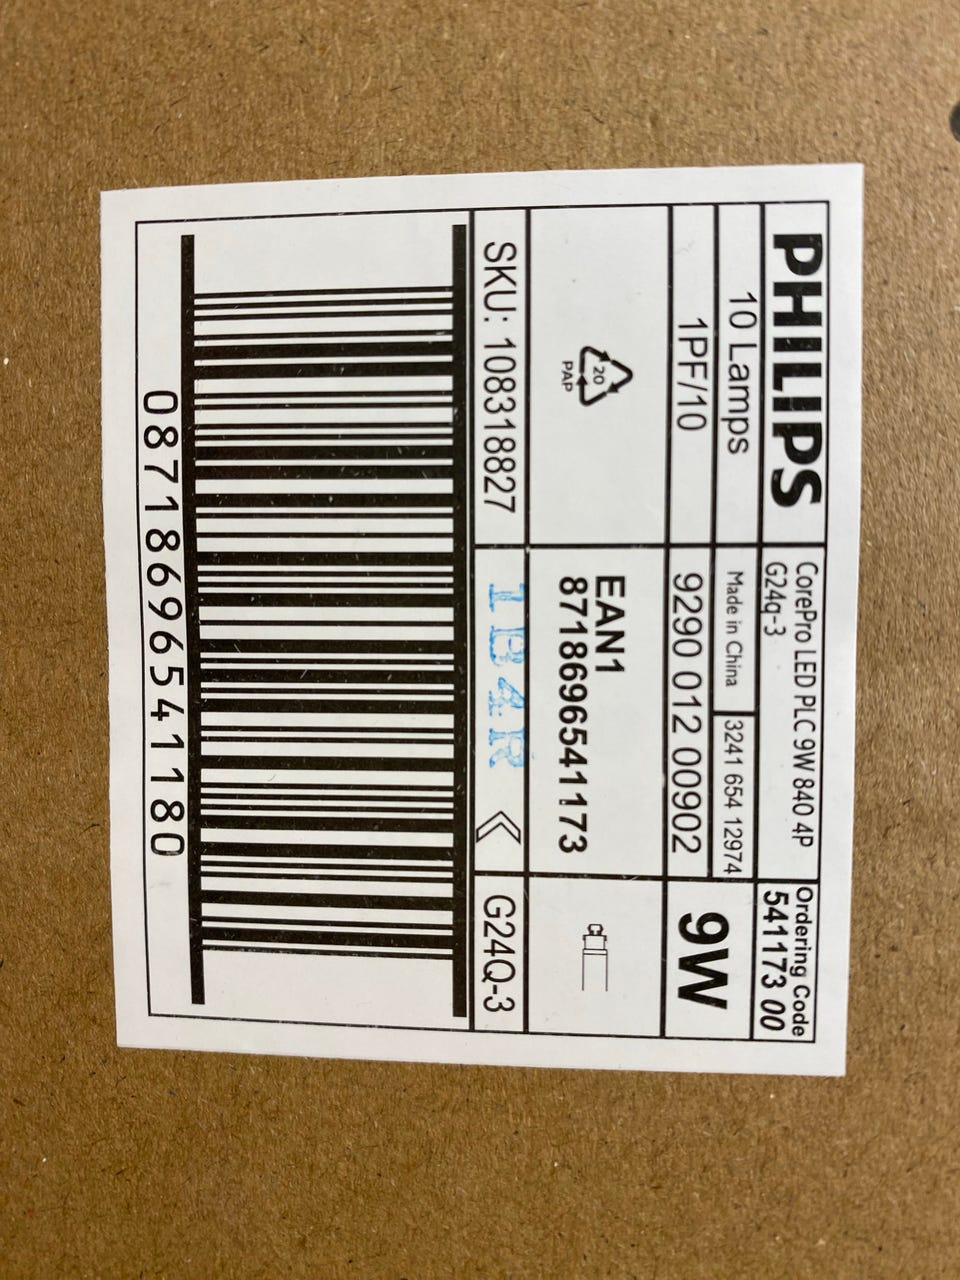 PHILIPS
CorePro LED PLC 9W 840 4P
G24q-3
Ordering Code
541173 00
10 Lamps
Made in China
3241 654 12974
1PF/10
9290 012 00902
9W
20
PAP
EAN1
8718696541173
SKU: 108318827
1B4R
G24Q-3
08718696541180